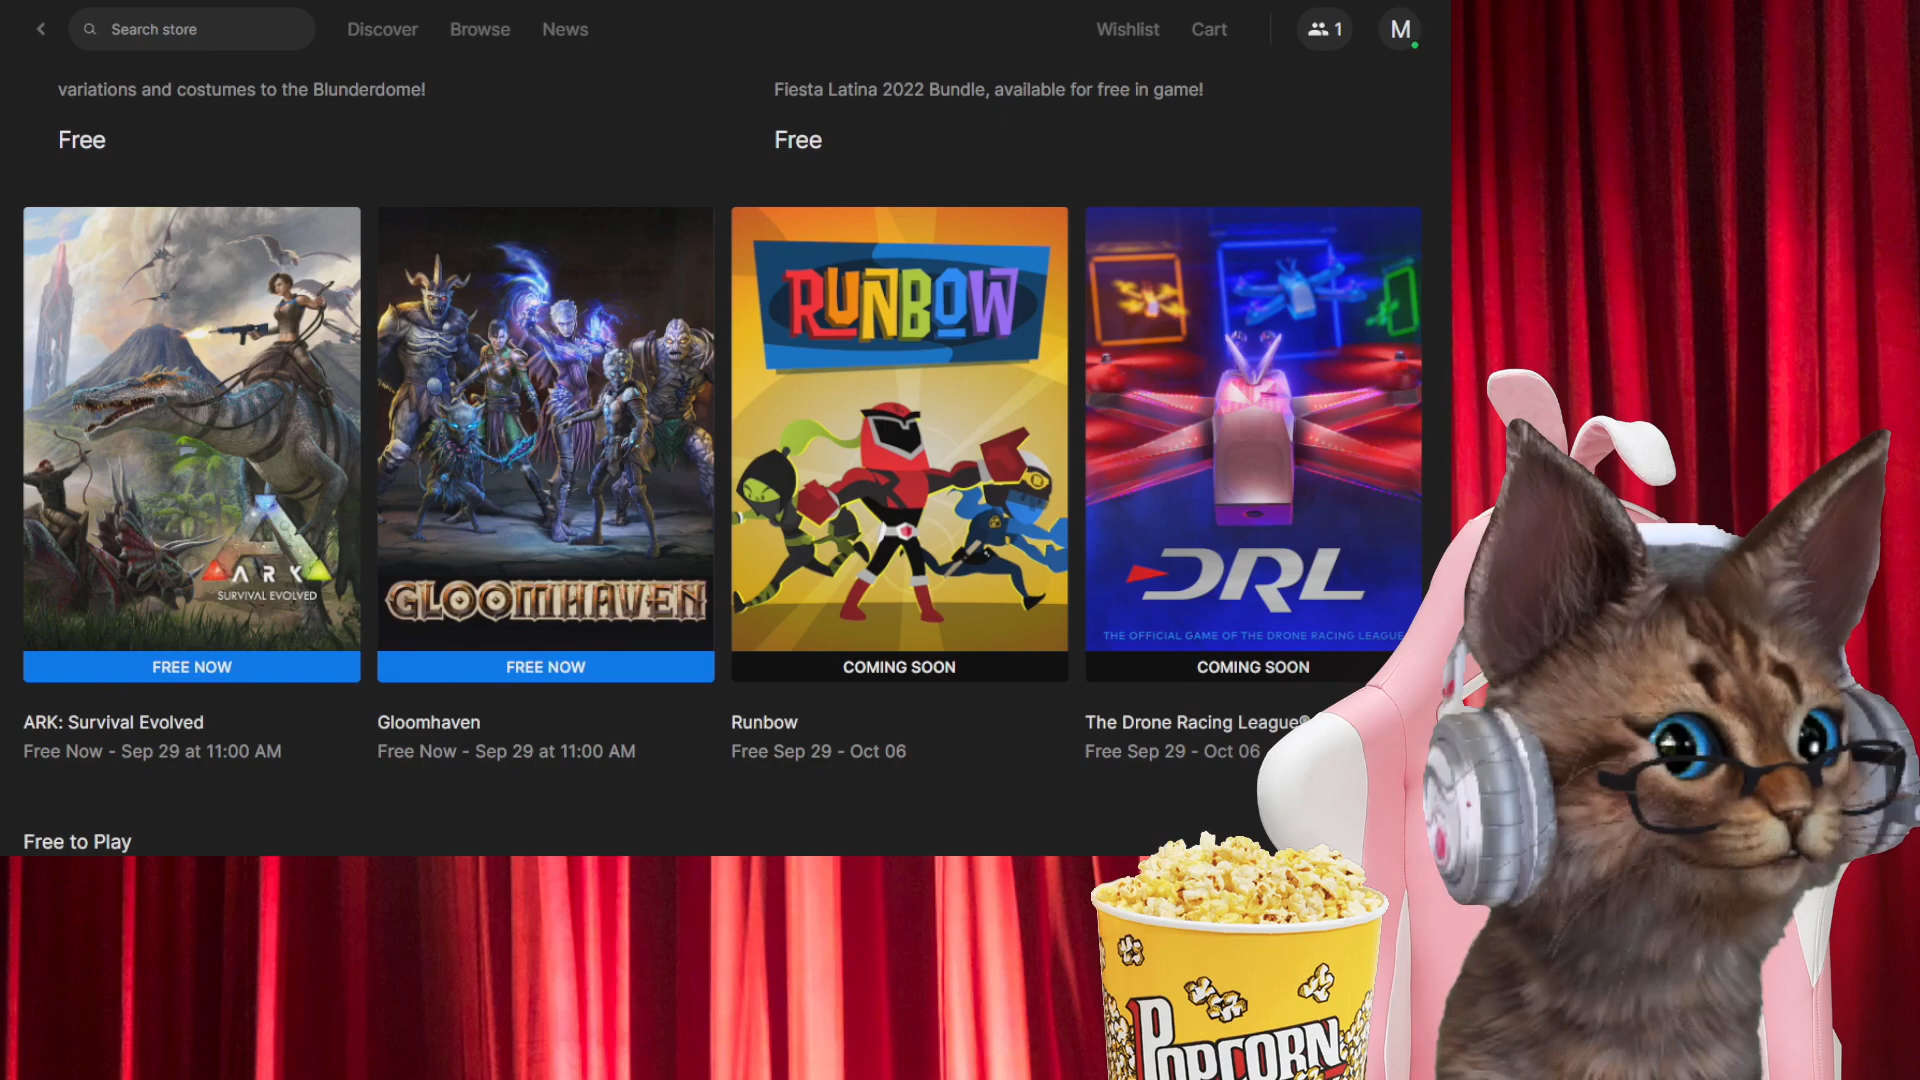 Search store
Discover
Browse
News
Wishlist
Cart
1
M
variations and costumes to the Blunderdome!
Fiesta Latina 2022 Bundle, available for free in game!
Free
Free
ARK
SURVIVAL EVOLVED
GLOOMHAVEN
RUNBOW
DRL
THE OFFICIAL GAME OF THE DRONE RACING LEAGUE
FREE NOW
FREE NOW
COMING SOON
COMING SOON
ARK: Survival Evolved
Gloomhaven
Runbow
The Drone Racing League®
Free Now - Sep 29 at 11:00 AM
Free Now - Sep 29 at 11:00 AM
Free Sep 29 - Oct 06
Free Sep 29 - Oct 06
Free to Play
POPCORN